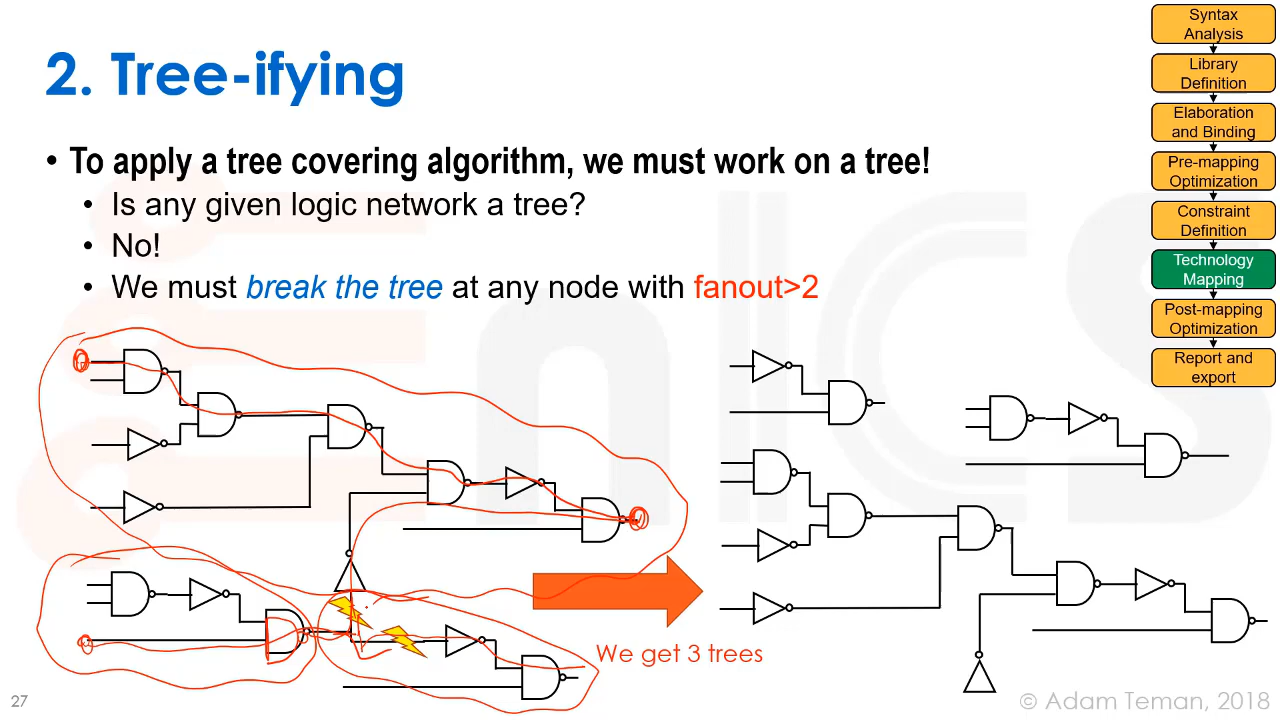 2. Tree-ifying
• To apply a tree covering algorithm, we must work on a tree!
• Is any given logic network a tree?
• No!
• We must break the tree at any node with fanout>2
We get 3 trees
Syntax
Analysis
Library
Definition
Elaboration
and Binding
Pre-mapping
Optimization
Constraint
Definition
Technology
Mapping
Post-mapping
Optimization
Report and
export
EnICS
27
© Adam Teman, 2018